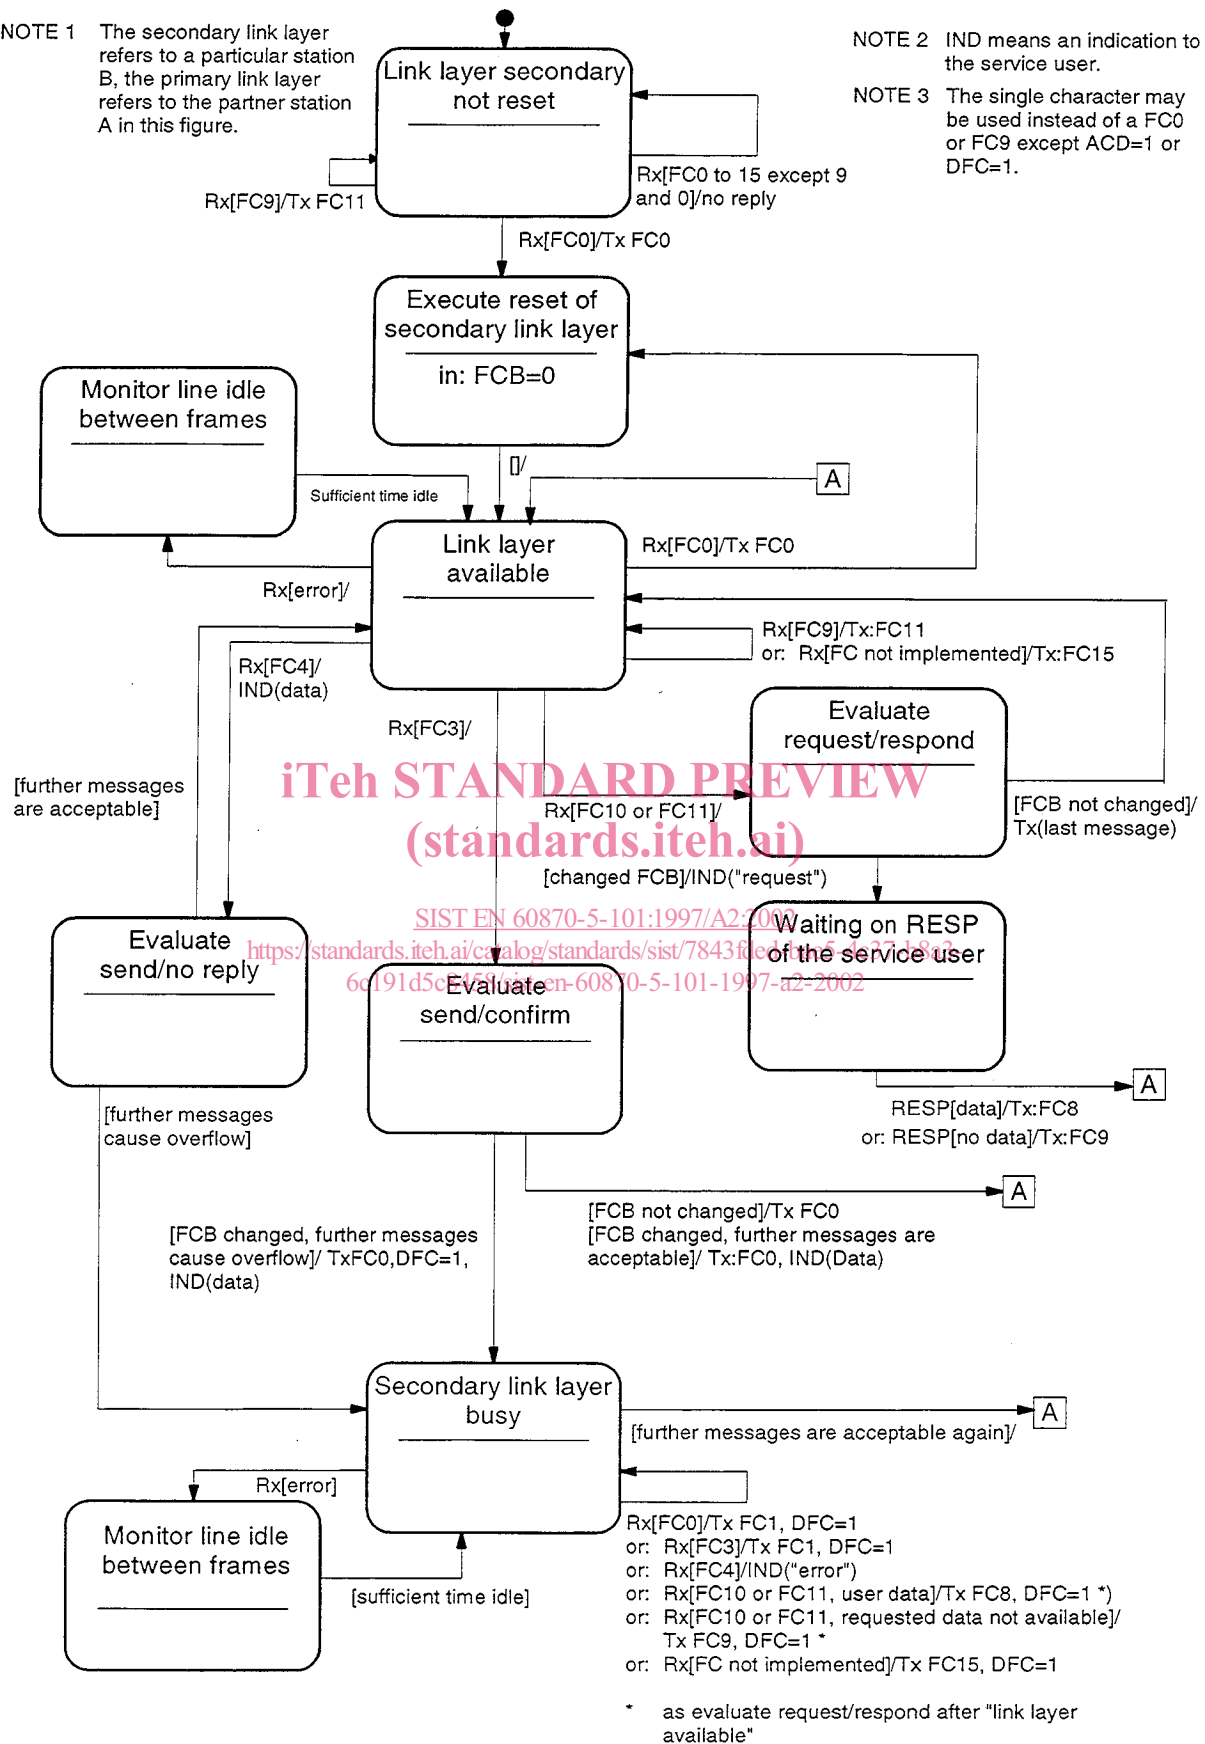 NOTE 1 The secondary link layer
refers to a particular station
B, the primary link layer
refers to the partner station
A in this figure.
NOTE 2 IND means an indication to
the service user.
NOTE 3 The single character may
be used instead of a FC0
or FC9 except ACD=1 or
DFC=1.
Link layer secondary
not reset
Rx[FC9]/Tx FC11
Rx[FC0 to 15 except 9
and 0]/no reply
Rx[FC0]/Tx FC0
Execute reset of
secondary link layer
in: FCB=0
Monitor line idle
between frames
[]/
A
Sufficient time idle
Link layer
available
Rx[FC0]/Tx FC0
Rx[error]/
Rx[FC9]/Tx:FC11
or: Rx[FC not implemented]/Tx:FC15
Rx[FC4]/
IND(data)
Rx[FC3]/
Evaluate
request/respond
[further messages
are acceptable]
iTeh STANDARD PREVIEW
Rx[FC10 or FC11]/
[FCB not changed]/
Tx(last message)
(standards.iteh.ai)
[changed FCB]/IND("request")
SIST EN 60870-5-101:1997/A2:2002
Waiting on RESP
of the service user
Evaluate
send/no reply
Evaluate
send/confirm
A
RESP[data]/Tx:FC8
or: RESP[no data]/Tx:FC9
[further messages
cause overflow]
A
[FCB not changed]/Tx FC0
[FCB changed, further messages are
acceptable]/ Tx:FC0, IND(Data)
[FCB changed, further messages
cause overflow]/ TxFC0,DFC=1,
IND(data)
Secondary link layer
busy
A
[further messages are acceptable again]/
Rx[error]
Monitor line idle
between frames
[sufficient time idle]
Rx[FC0]/Tx FC1, DFC=1
or: Rx[FC3]/Tx FC1, DFC=1
or: Rx[FC4]/IND("error")
or: Rx[FC10 or FC11, user data]/Tx FC8, DFC=1 *)
or: Rx[FC10 or FC11, requested data not available]/
Tx FC9, DFC=1 *
or: Rx[FC not implemented]/Tx FC15, DFC=1
* as evaluate request/respond after "link layer
available"